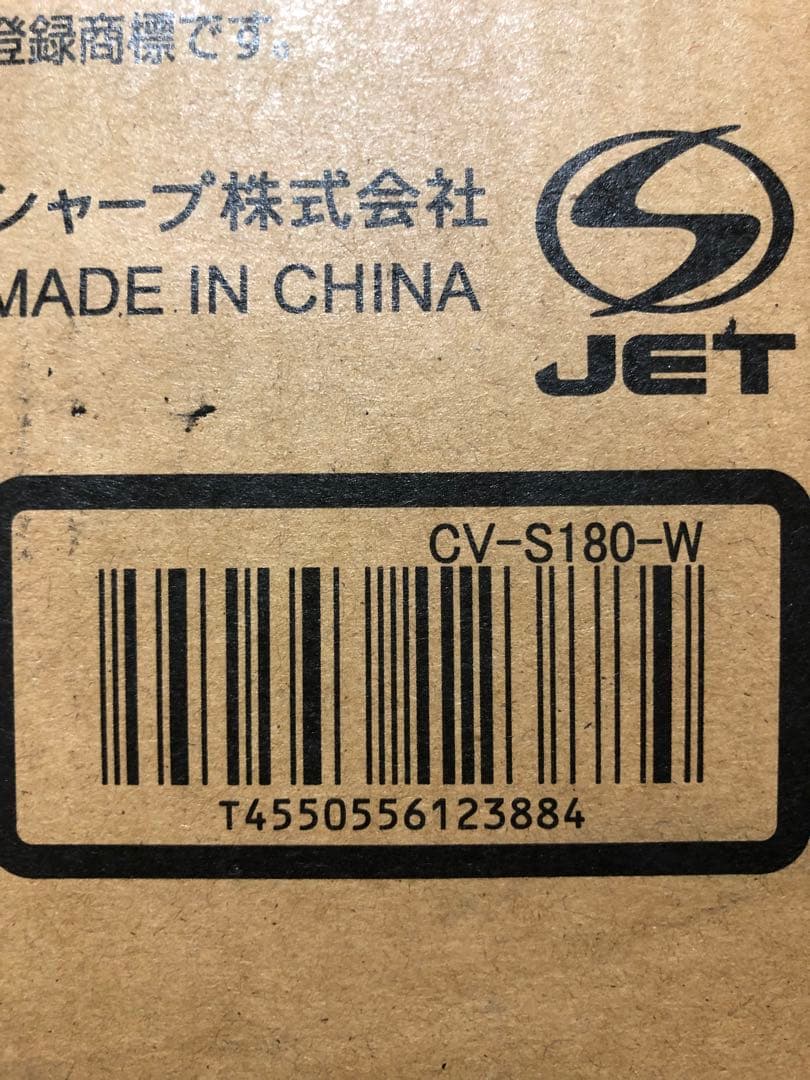 登録商標です。
シャープ株式会社
MADE IN CHINA
JET
CV-S180-W
T4550556123884